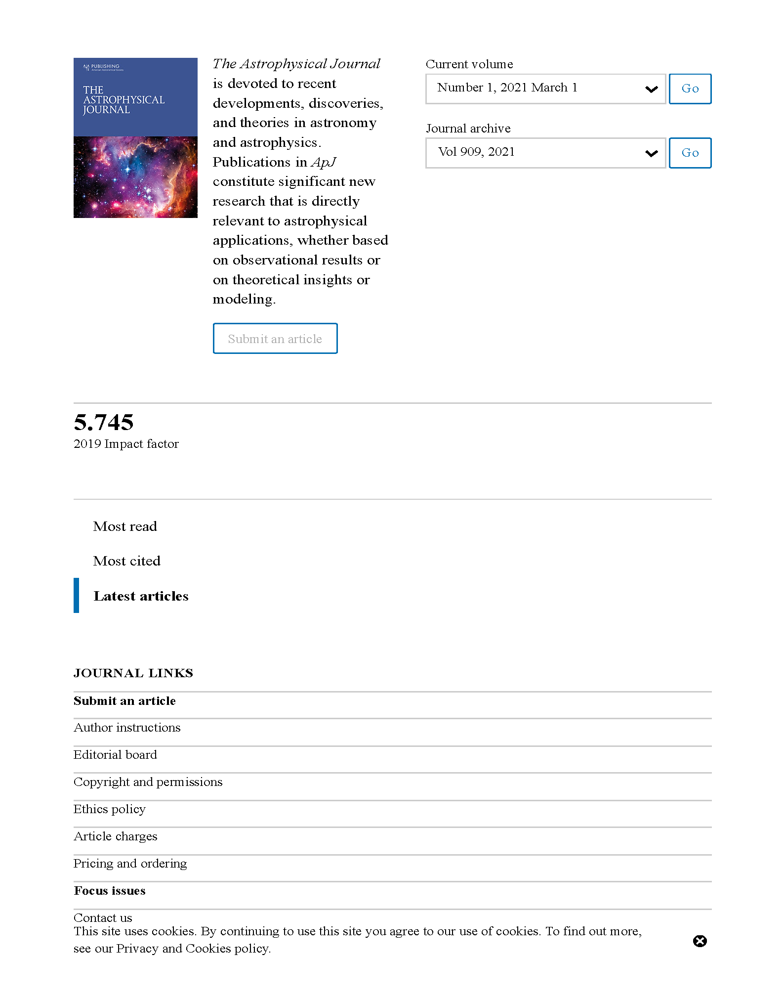 AAS PUBLISHING
American Astronomical Society
THE
ASTROPHYSICAL
JOURNAL
The Astrophysical Journal
is devoted to recent
developments, discoveries,
and theories in astronomy
and astrophysics.
Publications in ApJ
constitute significant new
research that is directly
relevant to astrophysical
applications, whether based
on observational results or
on theoretical insights or
modeling.
Submit an article
Current volume
Number 1, 2021 March 1
Go
Journal archive
Vol 909, 2021
Go
5.745
2019 Impact factor
Most read
Most cited
Latest articles
JOURNAL LINKS
Submit an article
Author instructions
Editorial board
Copyright and permissions
Ethics policy
Article charges
Pricing and ordering
Focus issues
Contact us
This site uses cookies. By continuing to use this site you agree to our use of cookies. To find out more,
see our Privacy and Cookies policy.